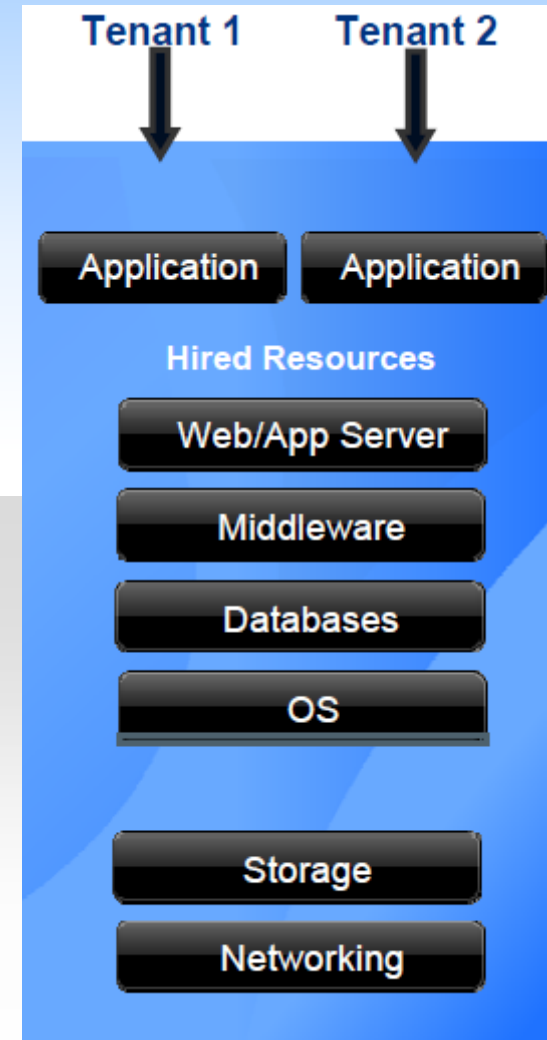 Tenant 1 Tenant 2
Application Application
Hired Resources
Web/App Server
Middleware
Databases
OS
Storage
Networking